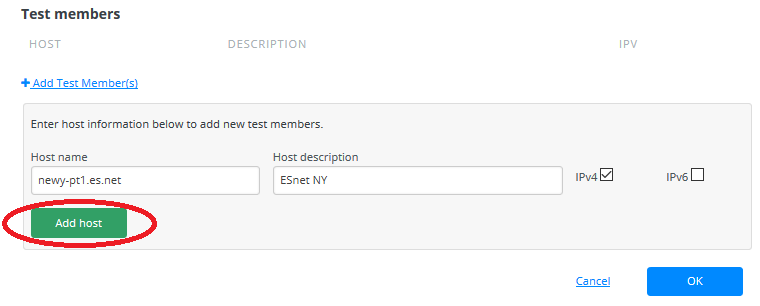 Test members
HOST DESCRIPTION IPV
+ Add Test Member(s)
Enter host information below to add new test members.
Host name Host description
newy-pt1.es.net ESnet NY IPv4 IPv6
Add host
Cancel OK